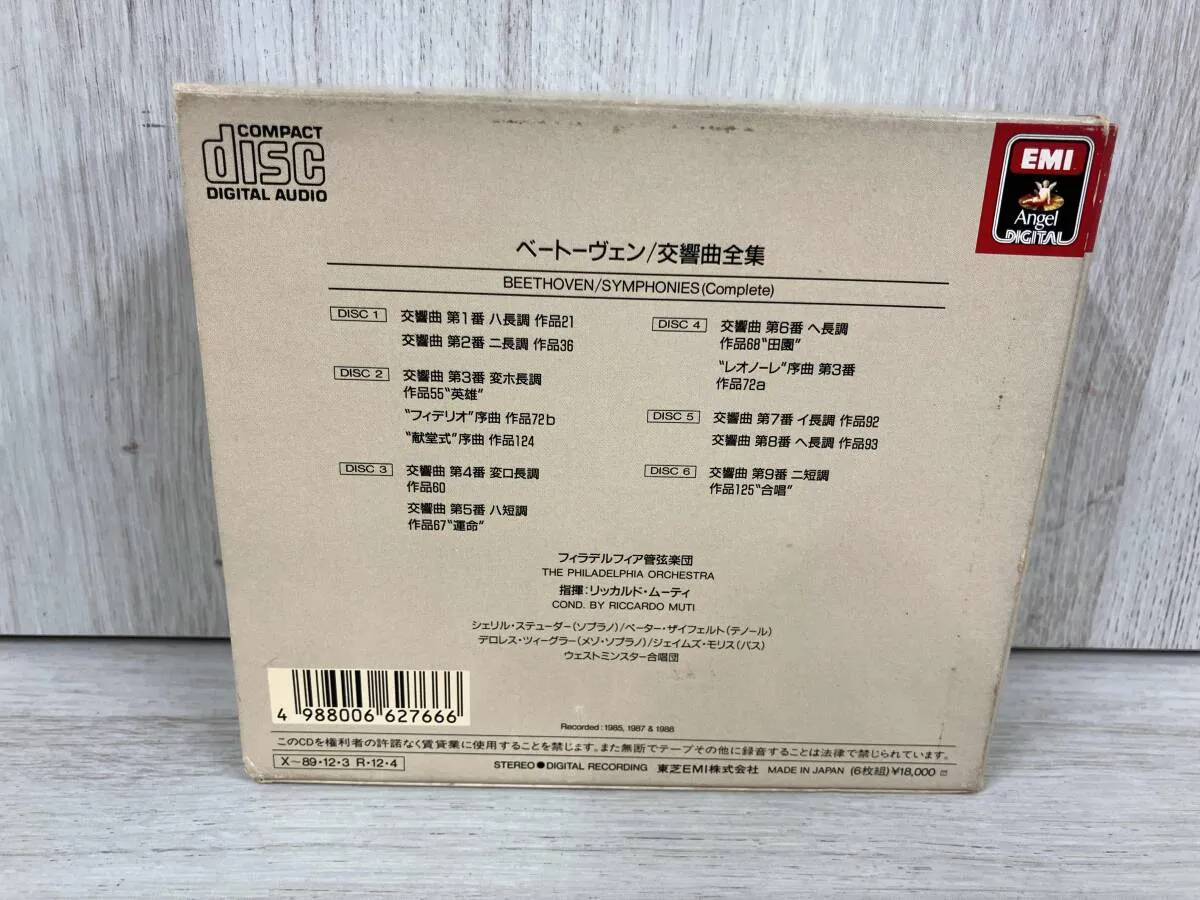 COMPACT
disc
DIGITAL AUDIO
EMI
Angel
DIGITAL
ベートーヴェン/交響曲全集
BEETHOVEN/SYMPHONIES(Complete)
DISC 1 交響曲 第1番 ハ長調 作品21
交響曲 第2番 ニ長調 作品36
DISC 2 交響曲 第3番 変ホ長調
作品55“英雄”
“フィデリオ”序曲 作品72b
“献堂式”序曲 作品124
DISC 3 交響曲 第4番 変ロ長調
作品60
交響曲 第5番 ハ短調
作品67“運命”
DISC 4 交響曲 第6番 ヘ長調
作品68“田園”
“レオノーレ”序曲 第3番
作品72a
DISC 5 交響曲 第7番 イ長調 作品92
交響曲 第8番 ヘ長調 作品93
DISC 6 交響曲 第9番 ニ短調
作品125“合唱”
フィラデルフィア管弦楽団
THE PHILADELPHIA ORCHESTRA
指揮:リッカルド・ムーティ
COND. BY RICCARDO MUTI
シェリル・ステューダー(ソプラノ)/ペーター・ザイフェルト(テノール)
デロレス・ツィーグラー(メゾ・ソプラノ)/ジェイムズ・モリス(バス)
ウェストミンスター合唱団
4 988006 627666
Recorded: 1985, 1987 & 1988
このCDを権利者の許諾なく賃貸業に使用することを禁じます。また無断でテープその他に録音することは法律で禁じられています。
X〜89・12・3 R・12・4
STEREO●DIGITAL RECORDING 東芝EMI株式会社 MADE IN JAPAN (6枚組)¥18,000